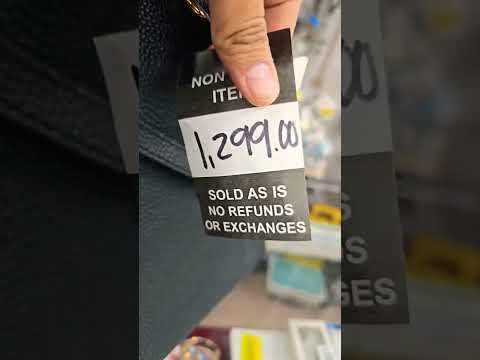 NON
ITE
1,299.00
SOLD AS IS
NO REFUNDS
OR EXCHANGES